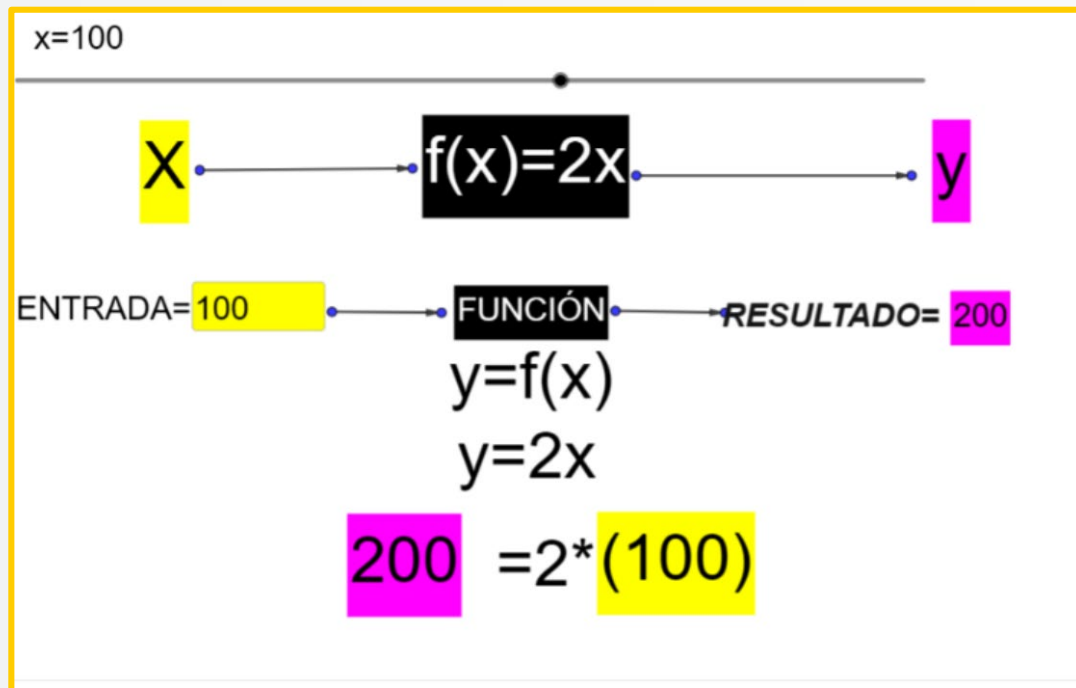 x=100
X f(x)=2x y
ENTRADA= 100 FUNCIÓN RESULTADO= 200
y=f(x)
y=2x
200 =2*(100)